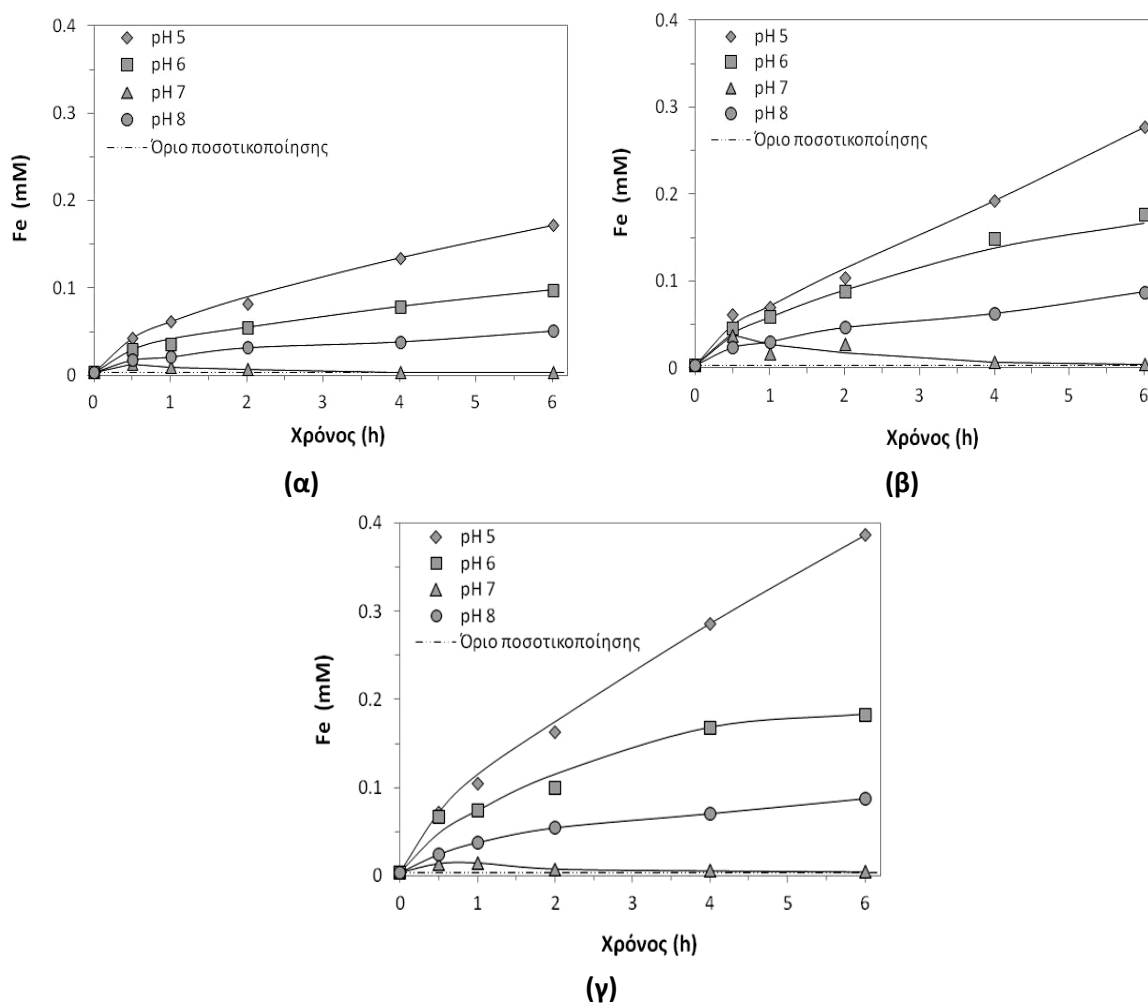 0.4
0.3
0.2
0.1
0
Fe (mM)
pH 5
pH 6
pH 7
pH 8
Όριο ποσοτικοποίησης
0 1 2 3 4 5 6
Χρόνος (h)
(α)
0.4
0.3
0.2
0.1
0
Fe (mM)
pH 5
pH 6
pH 7
pH 8
Όριο ποσοτικοποίησης
0 1 2 3 4 5 6
Χρόνος (h)
(β)
0.4
0.3
0.2
0.1
0
Fe (mM)
pH 5
pH 6
pH 7
pH 8
Όριο ποσοτικοποίησης
0 1 2 3 4 5 6
Χρόνος (h)
(γ)